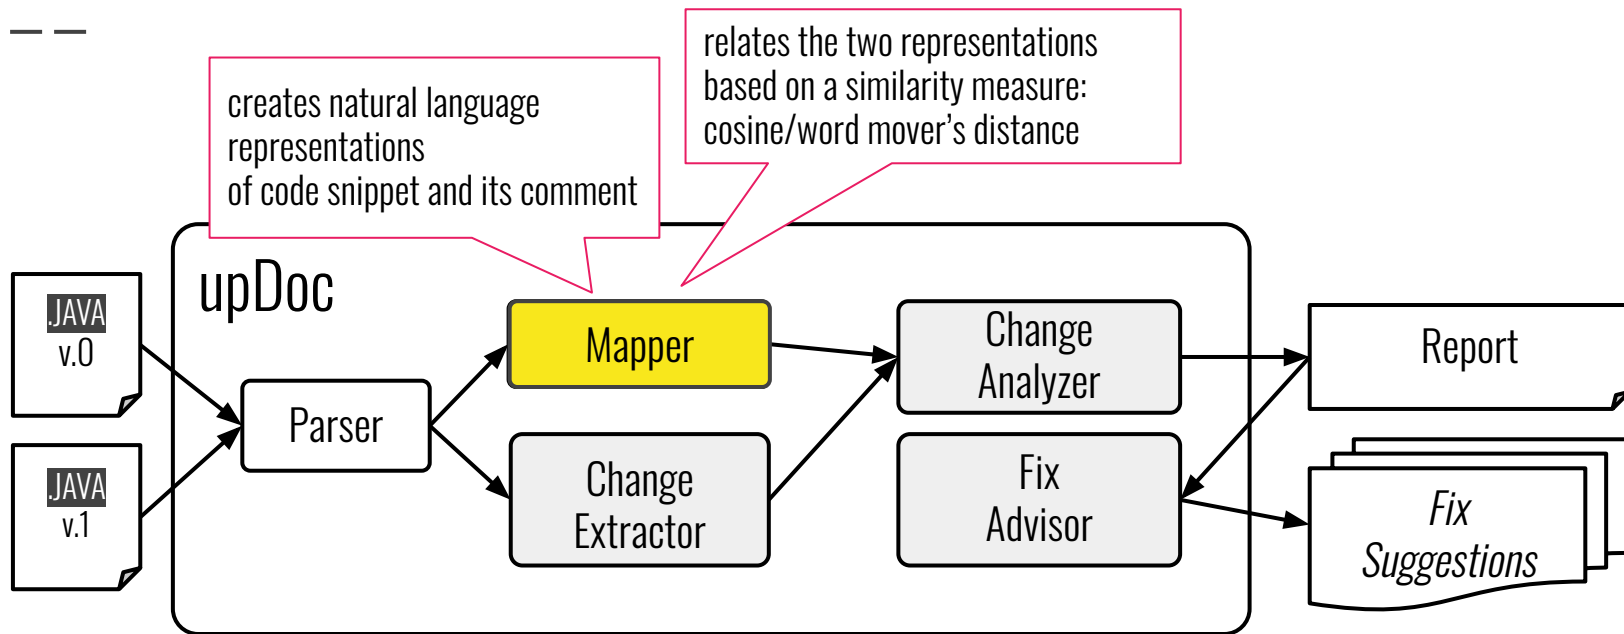 creates natural language
representations
of code snippet and its comment
relates the two representations
based on a similarity measure:
cosine/word mover’s distance
upDoc
.JAVA
v.0
.JAVA
v.1
Parser
Mapper
Change
Extractor
Change
Analyzer
Fix
Advisor
Report
Fix
Suggestions